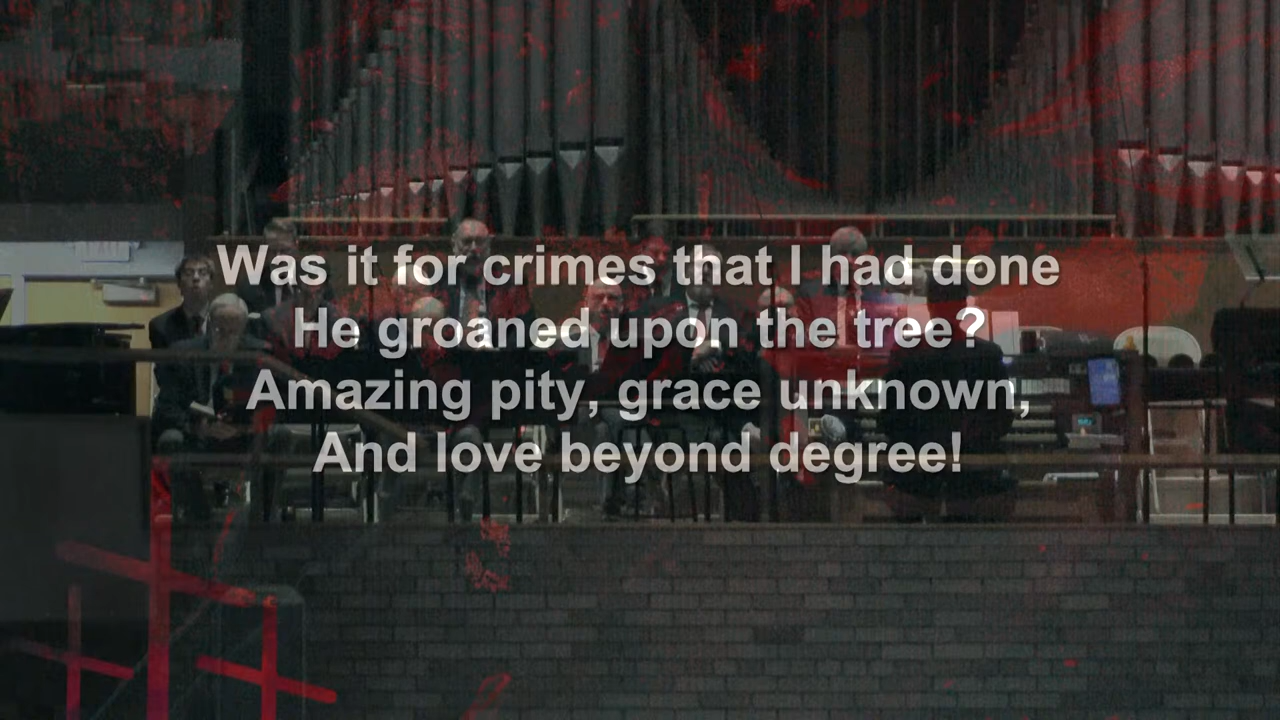 Was it for crimes that I had done
He groaned upon the tree?
Amazing pity, grace unknown,
And love beyond degree!